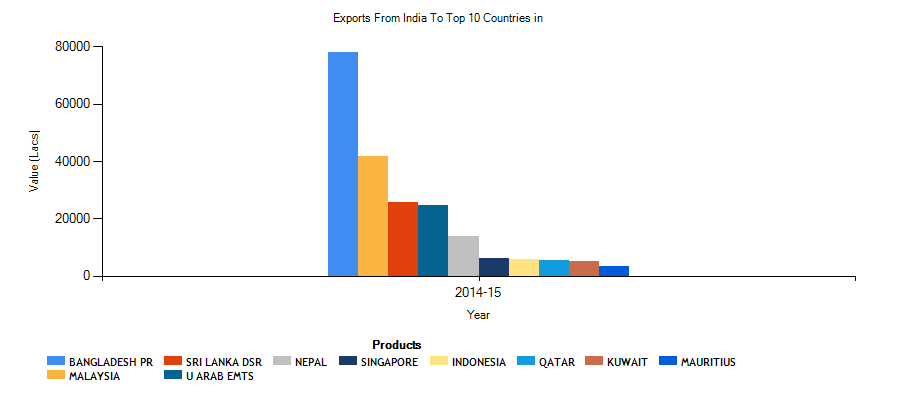 Exports From India To Top 10 Countries in
80000
60000
40000
20000
0
Value (Lacs)
2014-15
Year
Products
BANGLADESH PR SRI LANKA DSR NEPAL SINGAPORE INDONESIA QATAR KUWAIT MAURITIUS
MALAYSIA U ARAB EMTS